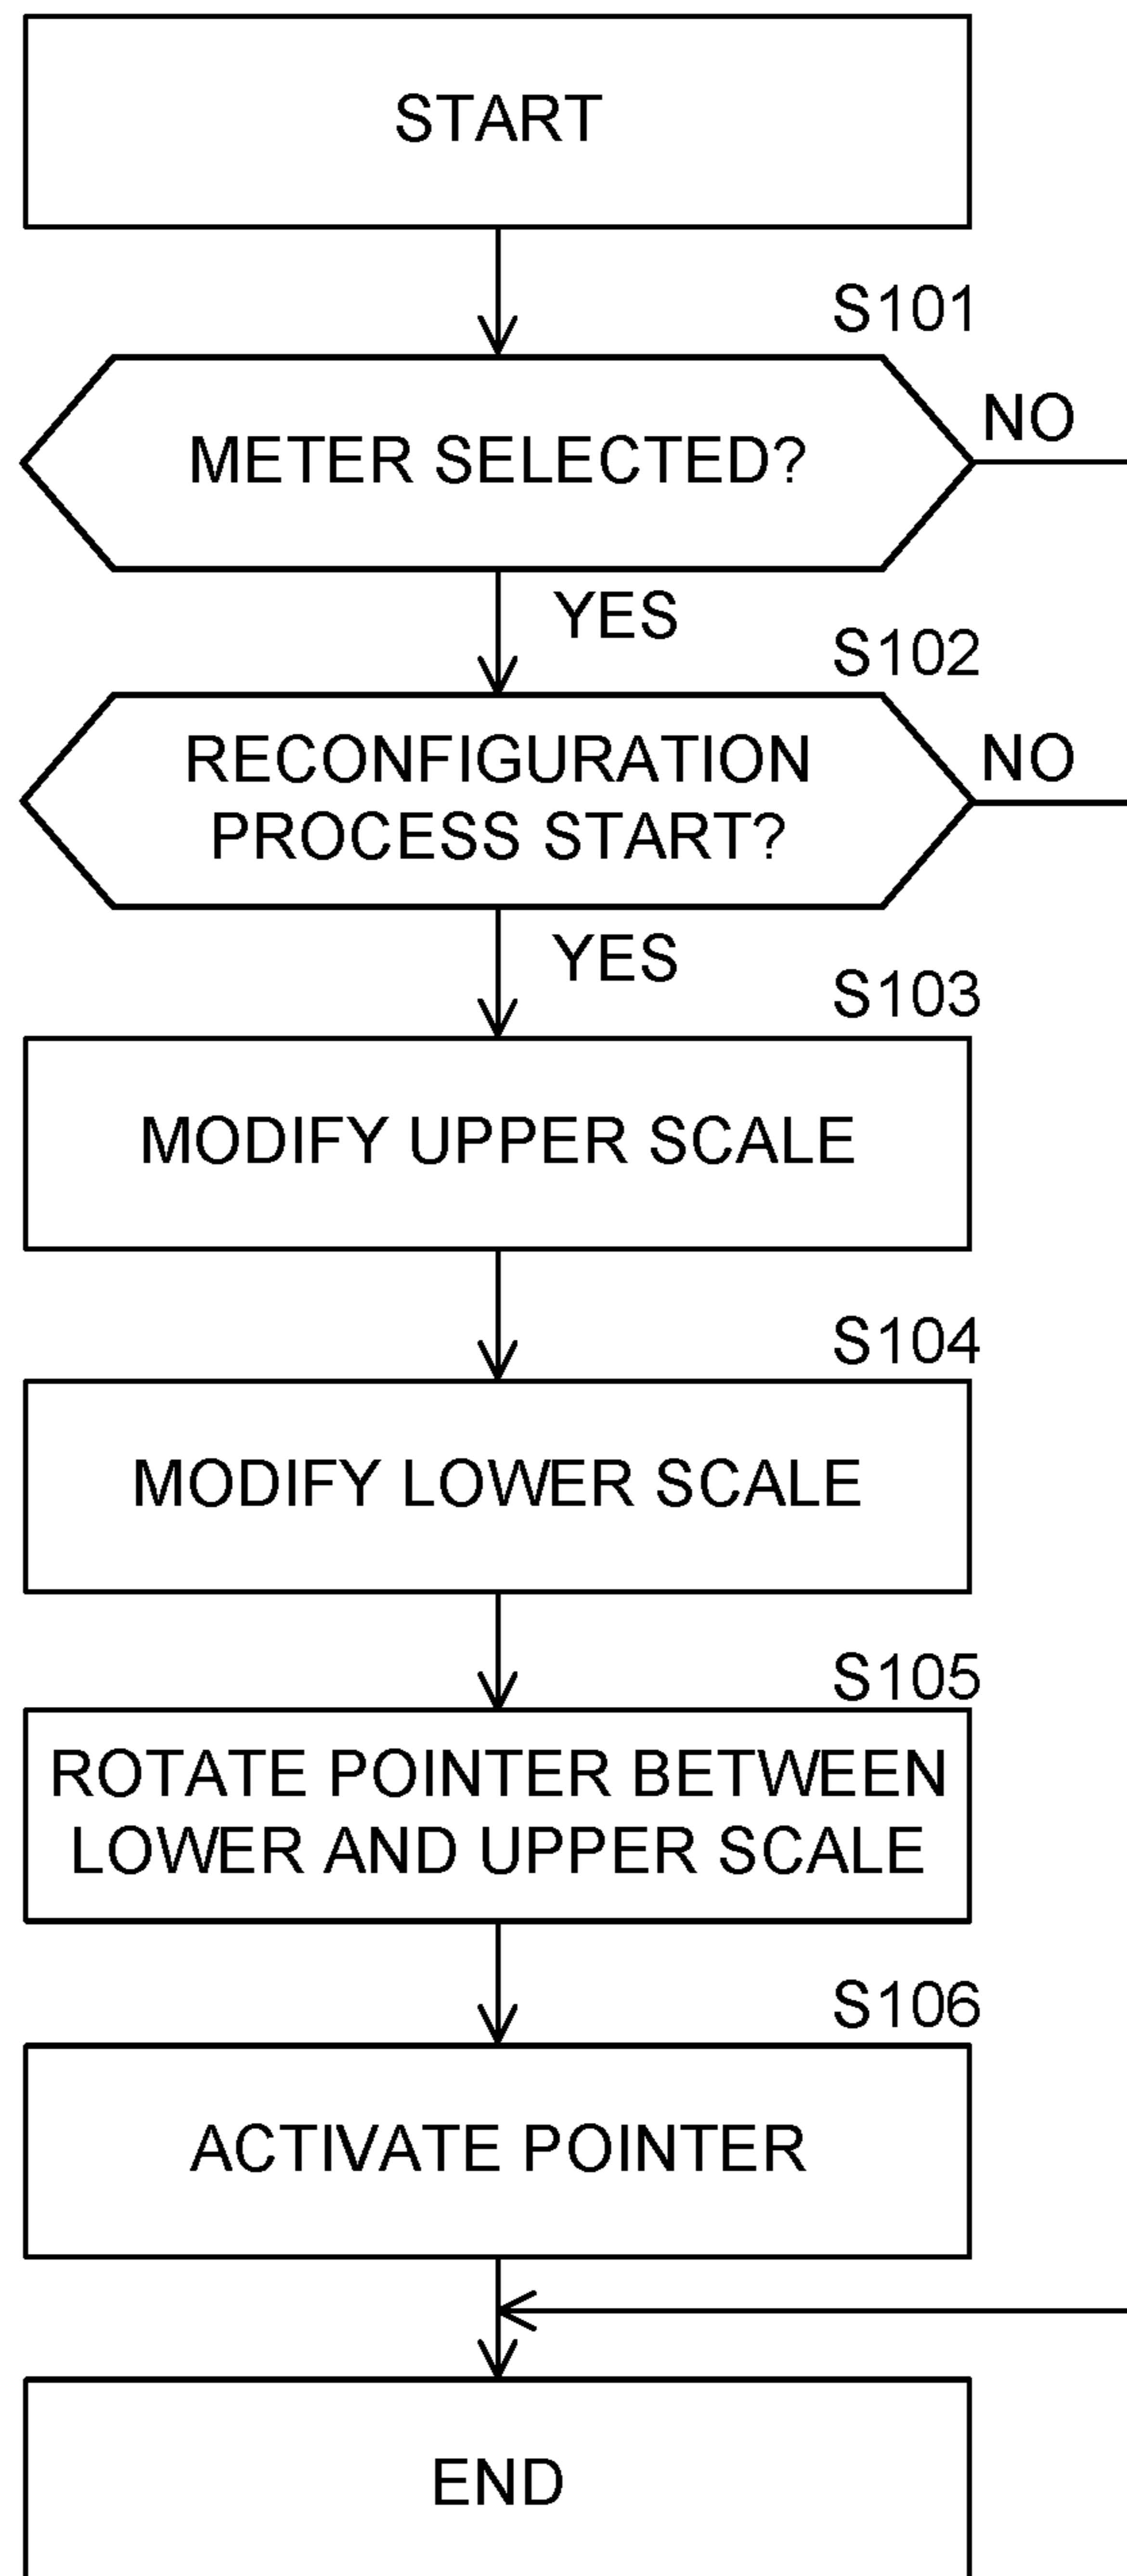 START
S101
METER SELECTED?
NO
YES
S102
RECONFIGURATION
PROCESS START?
NO
YES
S103
MODIFY UPPER SCALE
S104
MODIFY LOWER SCALE
S105
ROTATE POINTER BETWEEN
LOWER AND UPPER SCALE
S106
ACTIVATE POINTER
END